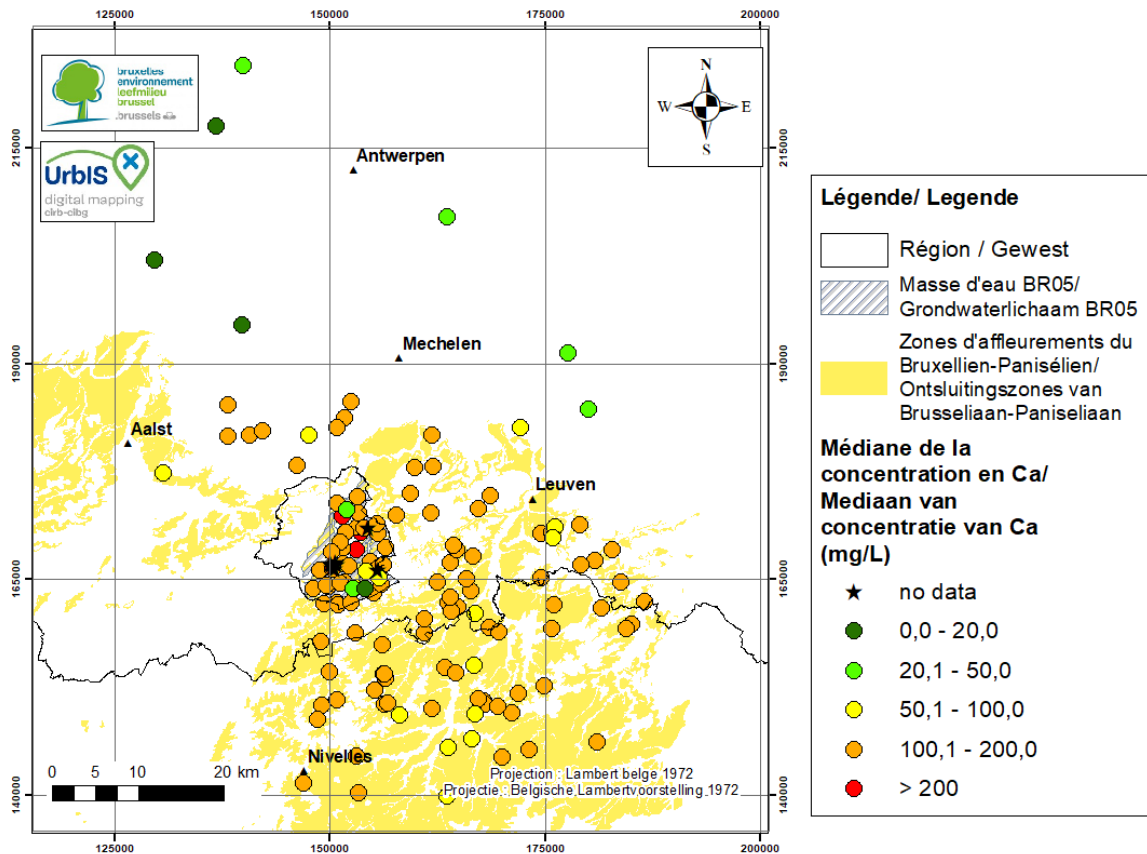 125000 150000 175000 200000
bruxelles
environnement
leefmilieu
brussel
.brussels
N
W E
S
UrbIS
digital mapping
cirb-cibg
215000 215000
Antwerpen
190000 190000
Mechelen
Aalst
Leuven
165000 165000
Nivelles
0 5 10 20 km
Projection : Lambert belge 1972
Projectie : Belgische Lambertvoorstelling 1972
140000 140000
125000 150000 175000 200000
Légende/ Legende
Région / Gewest
Masse d'eau BR05/
Grondwaterlichaam BR05
Zones d'affleurements du
Bruxellien-Panisélien/
Ontsluitingszones van
Brusseliaan-Paniseliaan
Médiane de la
concentration en Ca/
Mediaan van
concentratie van Ca
(mg/L)
no data
0,0 - 20,0
20,1 - 50,0
50,1 - 100,0
100,1 - 200,0
> 200